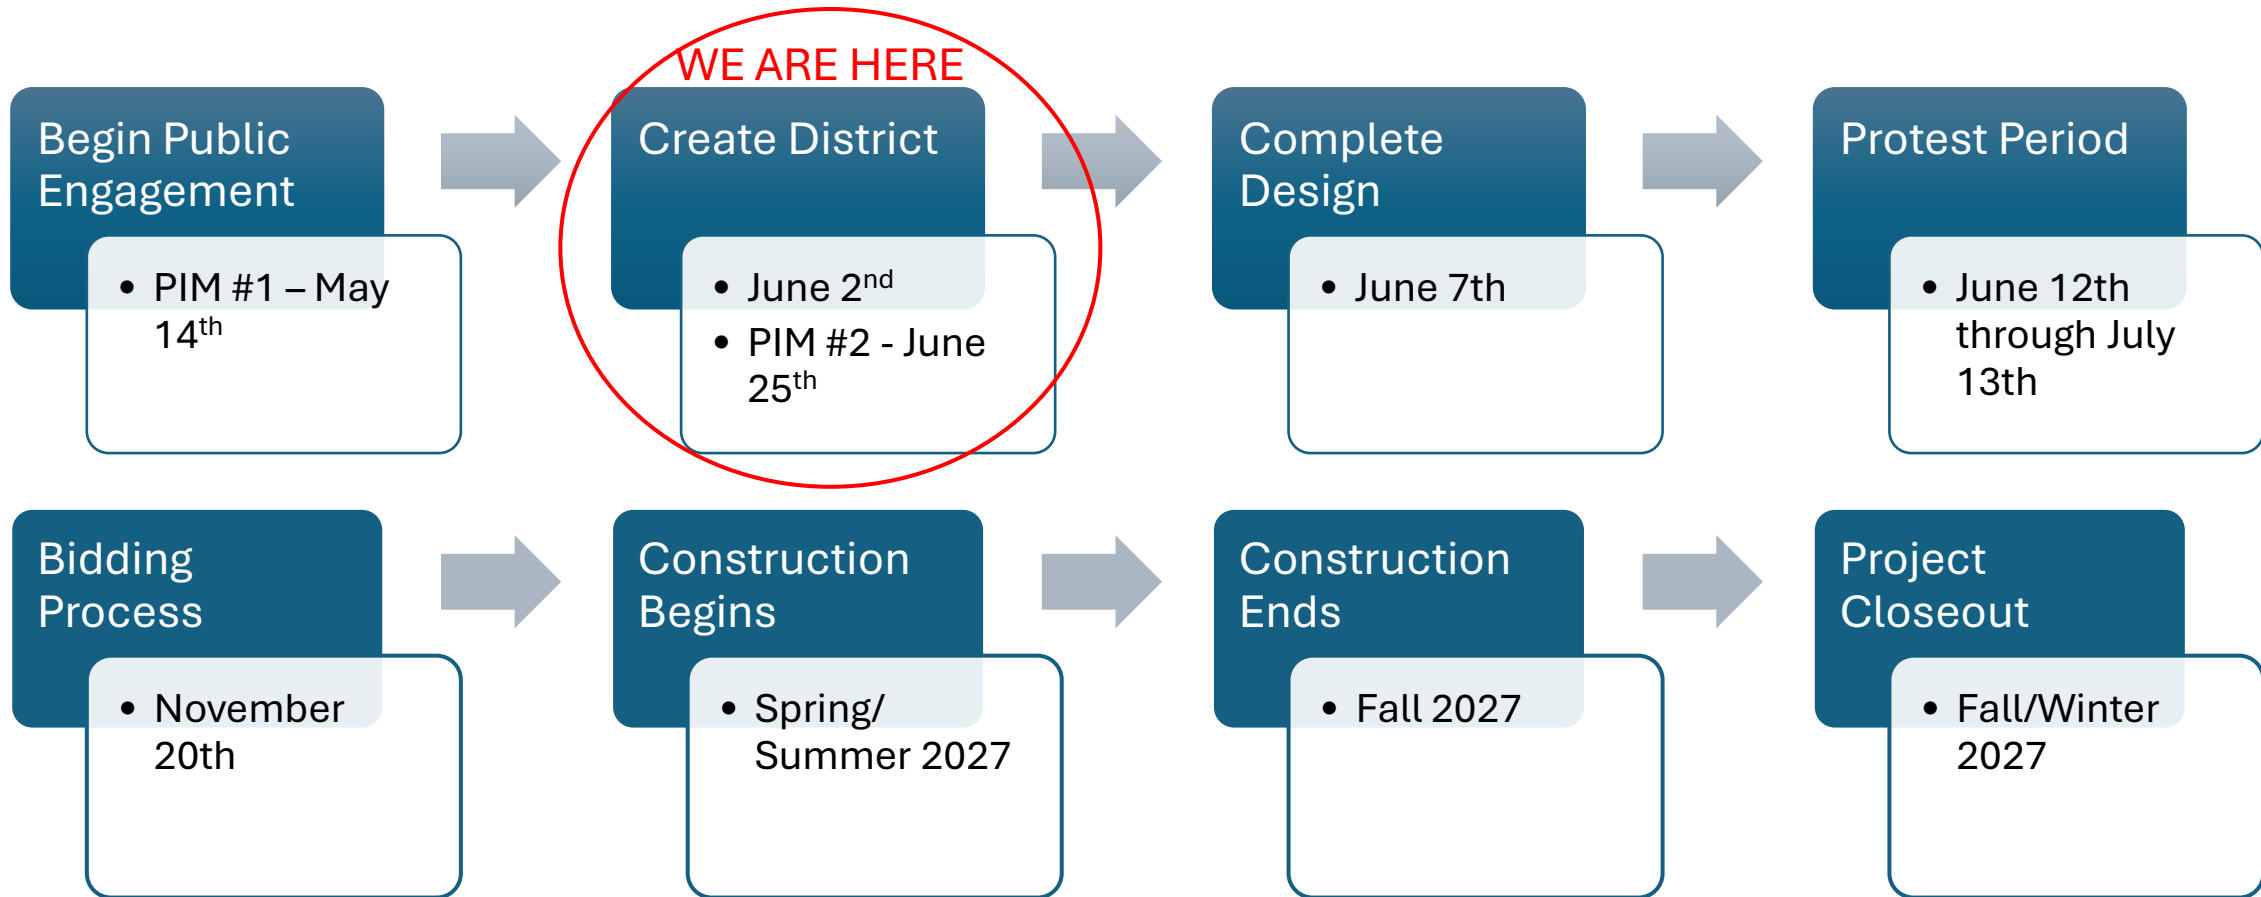 WE ARE HERE
Begin Public
Engagement
• PIM #1 – May
14th
Create District
• June 2nd
• PIM #2 - June
25th
Complete
Design
• June 7th
Protest Period
• June 12th
through July
13th
Bidding
Process
• November
20th
Construction
Begins
• Spring/
Summer 2027
Construction
Ends
• Fall 2027
Project
Closeout
• Fall/Winter
2027